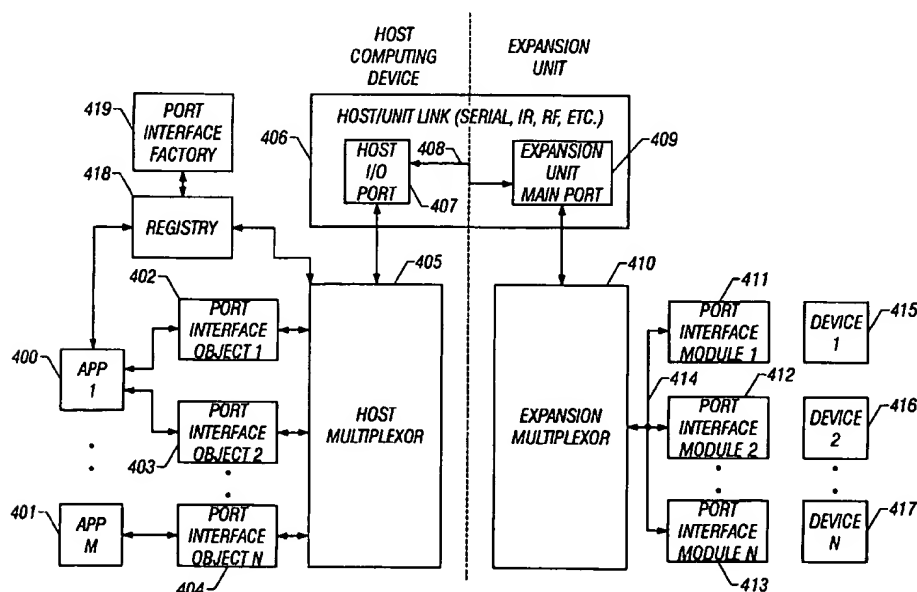 HOST
COMPUTING
DEVICE
EXPANSION
UNIT
419
PORT
INTERFACE
FACTORY
418
REGISTRY
406
HOST/UNIT LINK (SERIAL, IR, RF, ETC.)
HOST
I/O
PORT
407
408
EXPANSION
UNIT
MAIN PORT
409
405
HOST
MULTIPLEXOR
410
EXPANSION
MULTIPLEXOR
400
APP
1
402
PORT
INTERFACE
OBJECT 1
403
PORT
INTERFACE
OBJECT 2
401
APP
M
404
PORT
INTERFACE
OBJECT N
411
PORT
INTERFACE
MODULE 1
412
414
PORT
INTERFACE
MODULE 2
PORT
INTERFACE
MODULE N
413
DEVICE
1
415
DEVICE
2
416
DEVICE
N
417